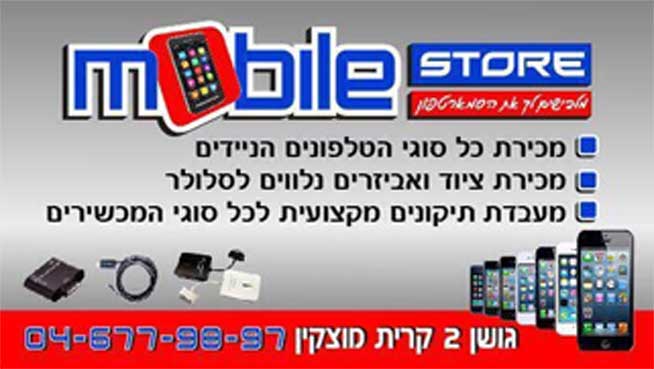 mobile STORE
מלבישים לך את הסמארטפון
מכירת כל סוגי הטלפונים הניידים
מכירת ציוד ואביזרים נלווים לסלולר
מעבדת תיקונים מקצועית לכל סוגי המכשירים
גושן 2 קרית מוצקין 04-677-98-97